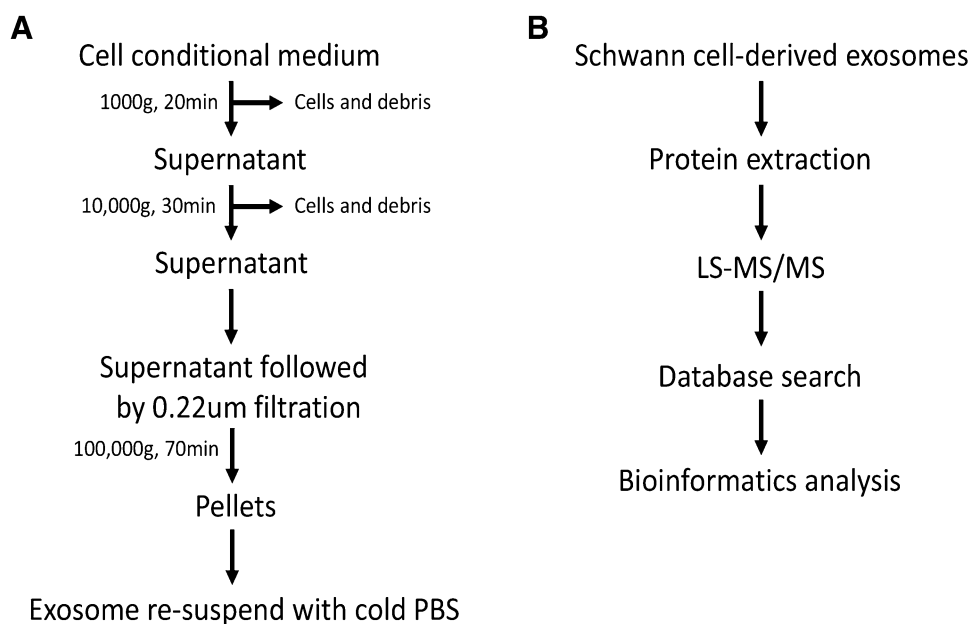 A
Cell conditional medium
1000g, 20min
Cells and debris
Supernatant
10,000g, 30min
Cells and debris
Supernatant
Supernatant followed
by 0.22um filtration
100,000g, 70min
Pellets
Exosome re-suspend with cold PBS
B
Schwann cell-derived exosomes
Protein extraction
LS-MS/MS
Database search
Bioinformatics analysis